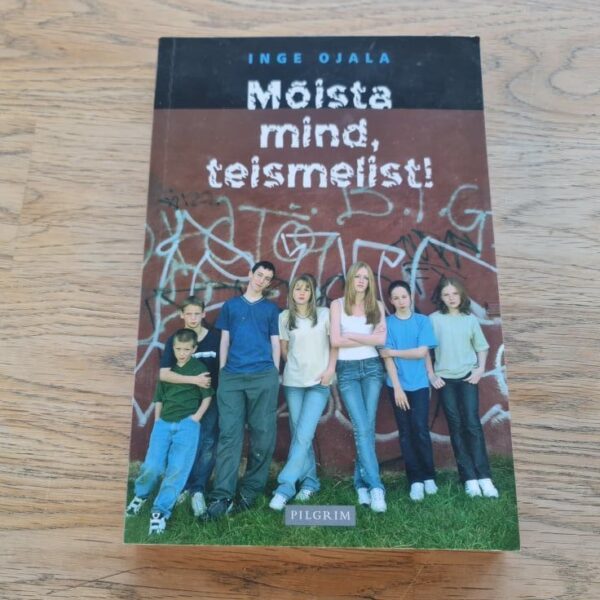 INGE OJALA
Mõista
mind,
teismelist!
PILGRIM